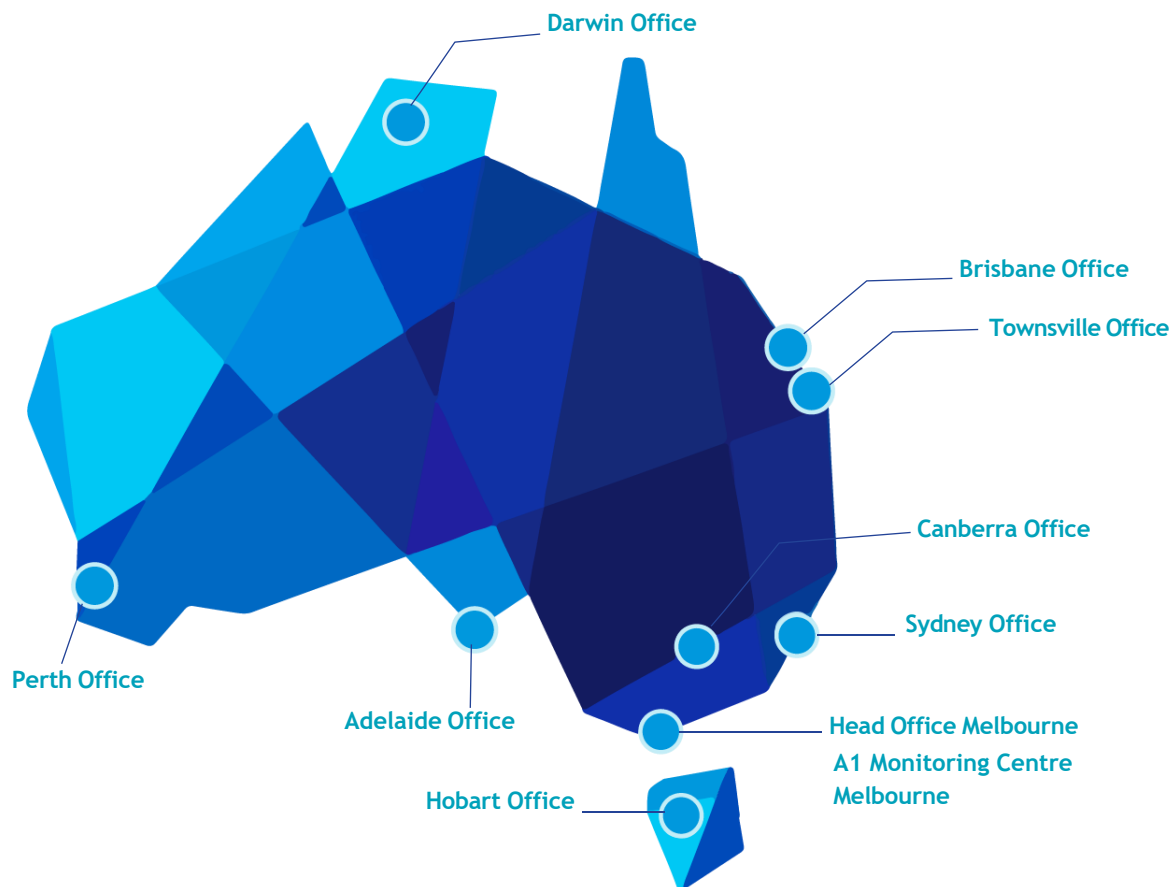 Darwin Office
Brisbane Office
Townsville Office
Canberra Office
Sydney Office
Perth Office
Adelaide Office
Head Office Melbourne
A1 Monitoring Centre
Melbourne
Hobart Office